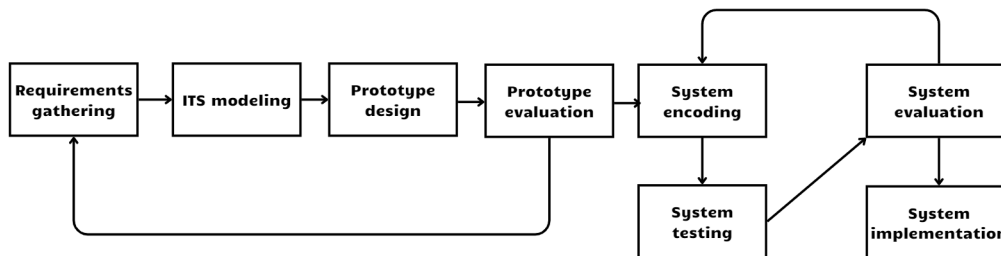 Requirements
gathering
ITS modeling
Prototype
design
Prototype
evaluation
System
encoding
System
evaluation
System
testing
System
implementation